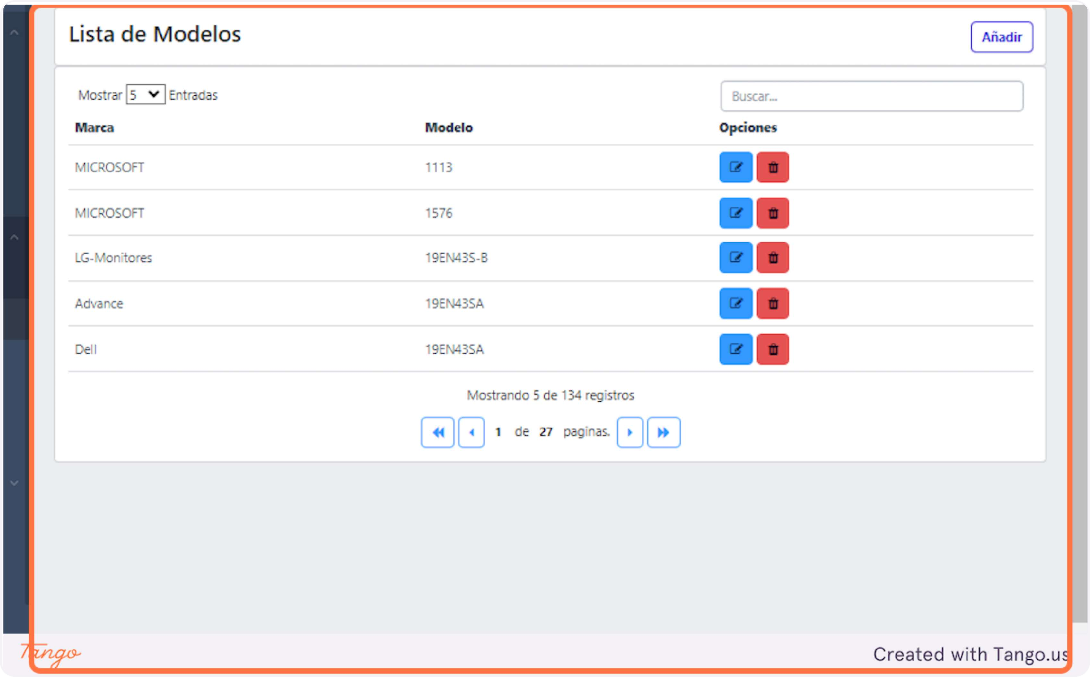 Lista de Modelos
Añadir
Mostrar 5 Entradas
Buscar...
Marca Modelo Opciones
MICROSOFT 1113
MICROSOFT 1576
LG-Monitores 19EN43S-B
Advance 19EN43SA
Dell 19EN43SA
Mostrando 5 de 134 registros
1 de 27 paginas.
Tango
Created with Tango.us